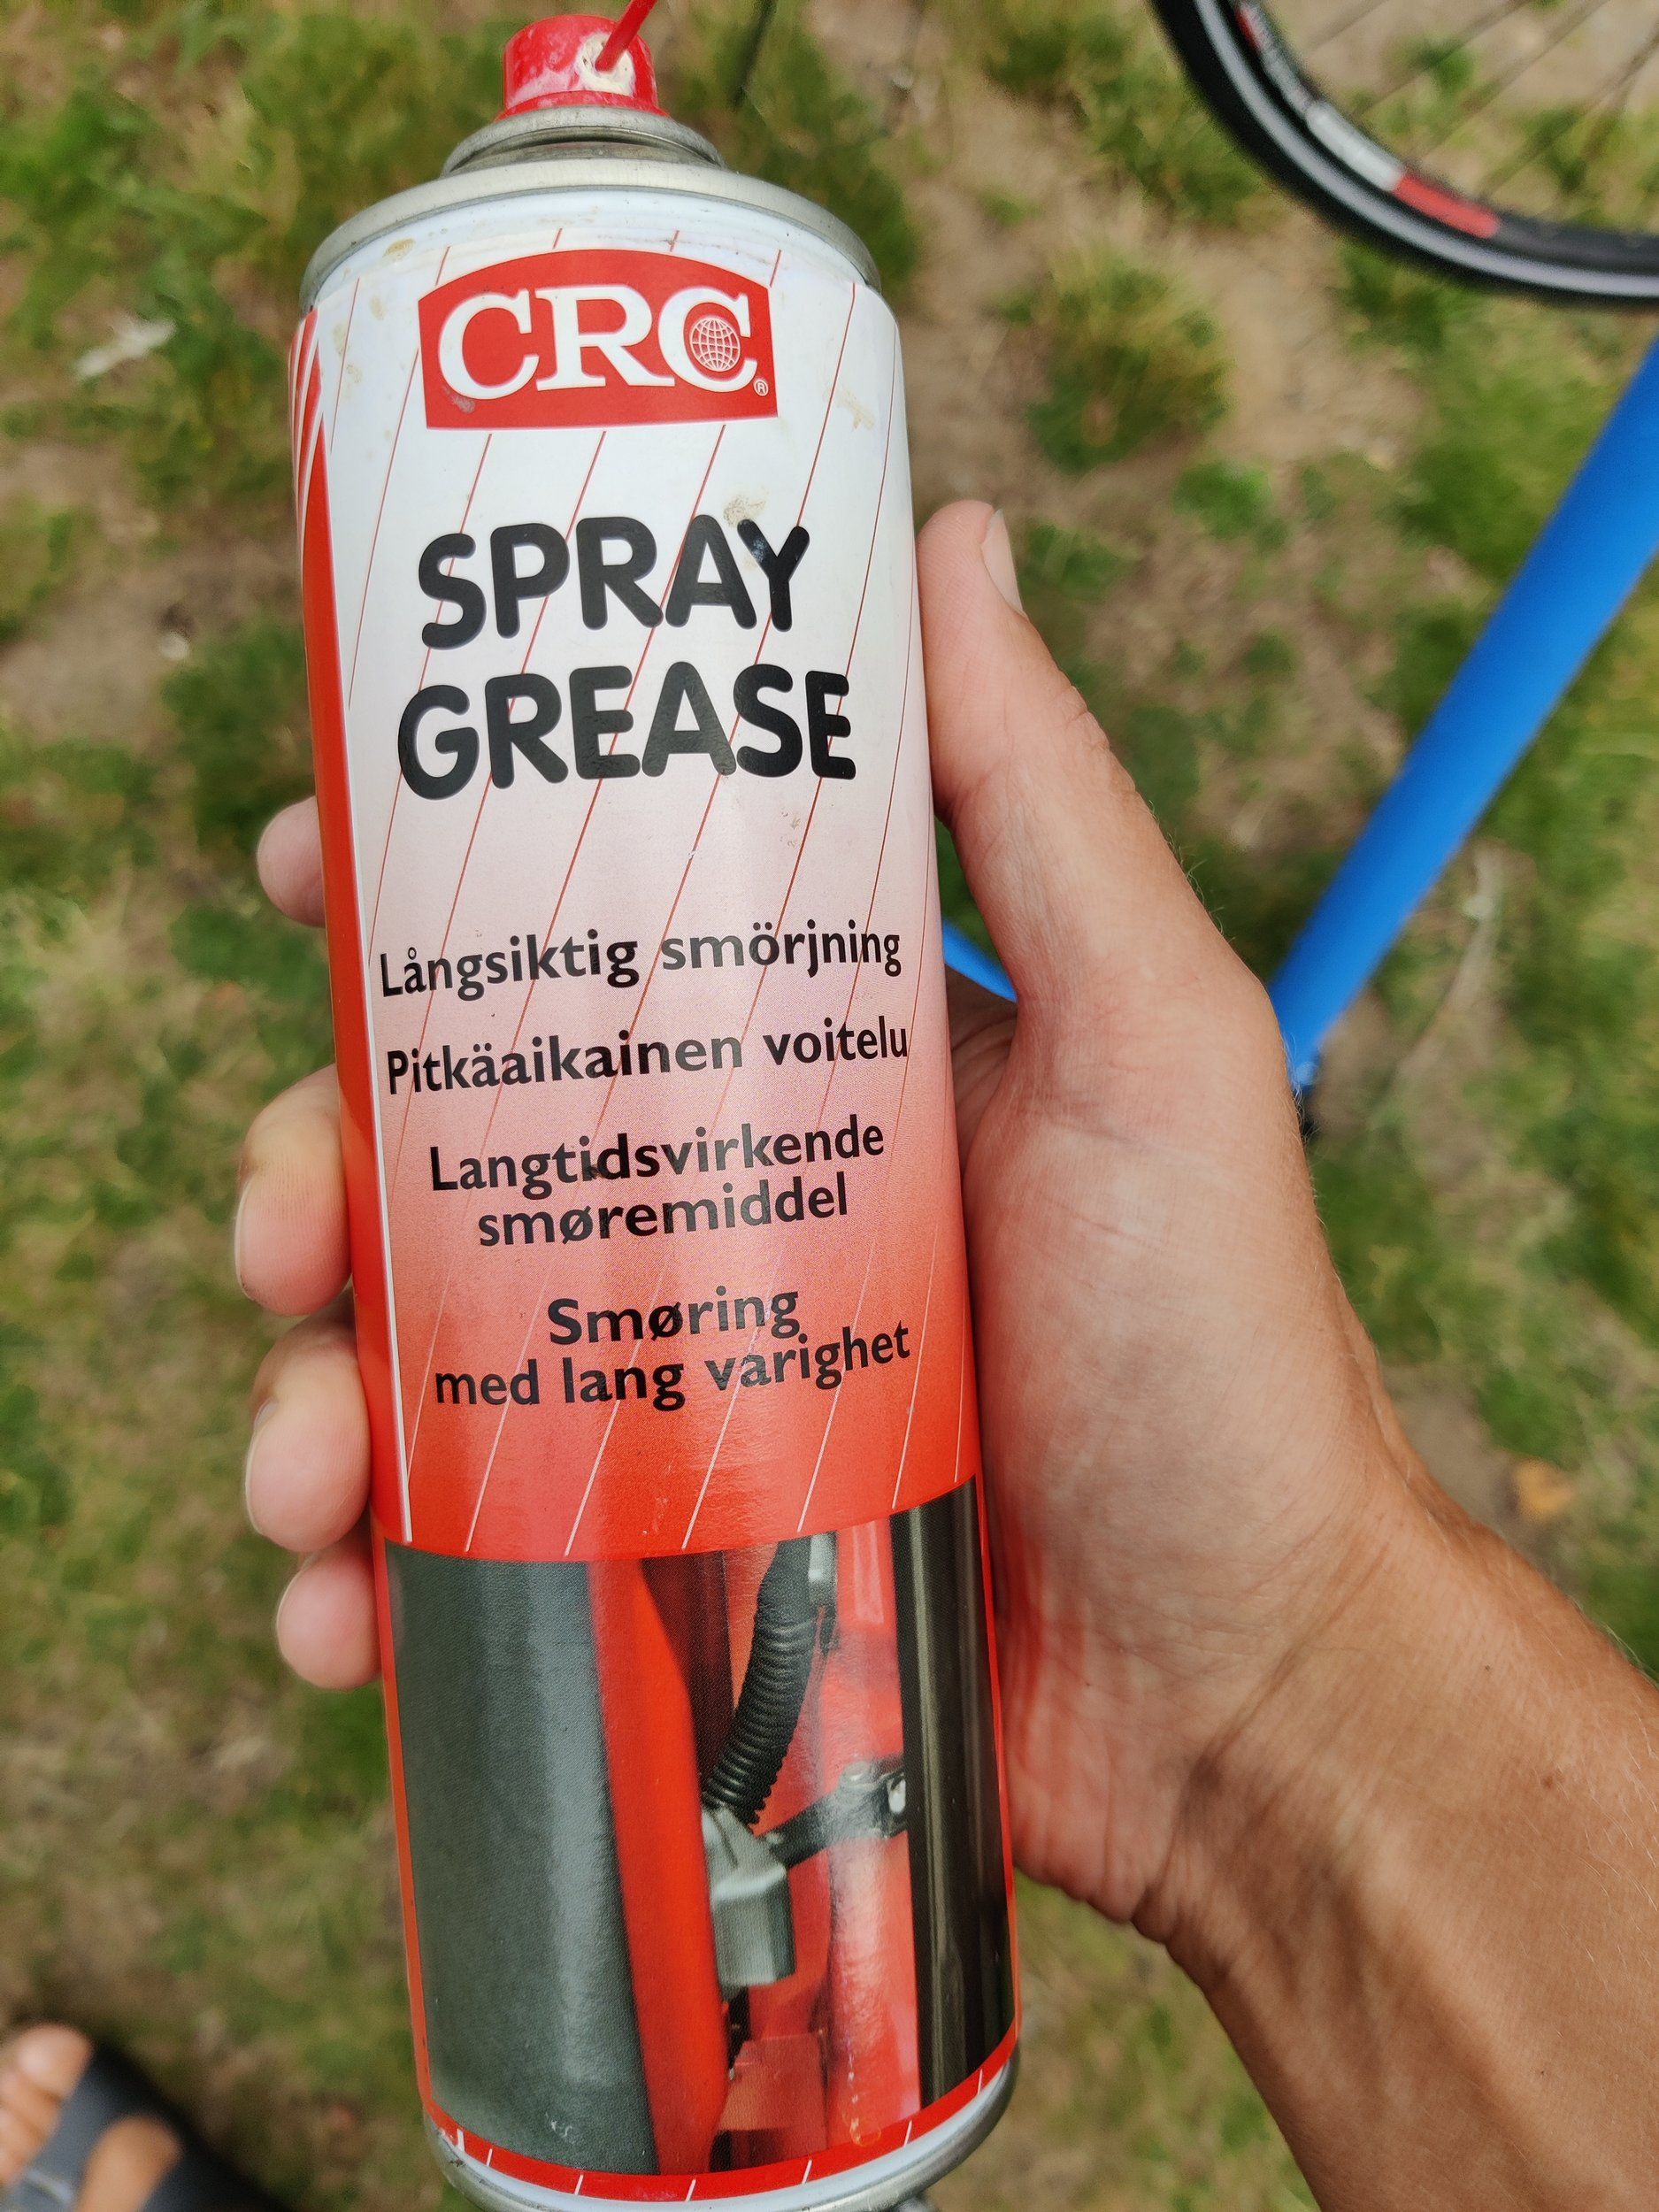 CRC®
SPRAY
GREASE
Långsiktig smörjning
Pitkäaikainen voitelu
Langtidsvirkende
smøremiddel
Smøring
med lang varighet